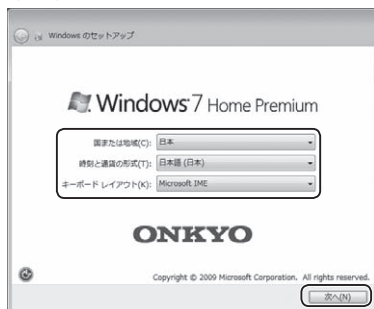 Windows のセットアップ
Windows 7 Home Premium
国または地域(C): 日本
時刻と通貨の形式(T): 日本語 (日本)
キーボード レイアウト(K): Microsoft IME
ONKYO
Copyright © 2009 Microsoft Corporation. All rights reserved.
次へ(N)